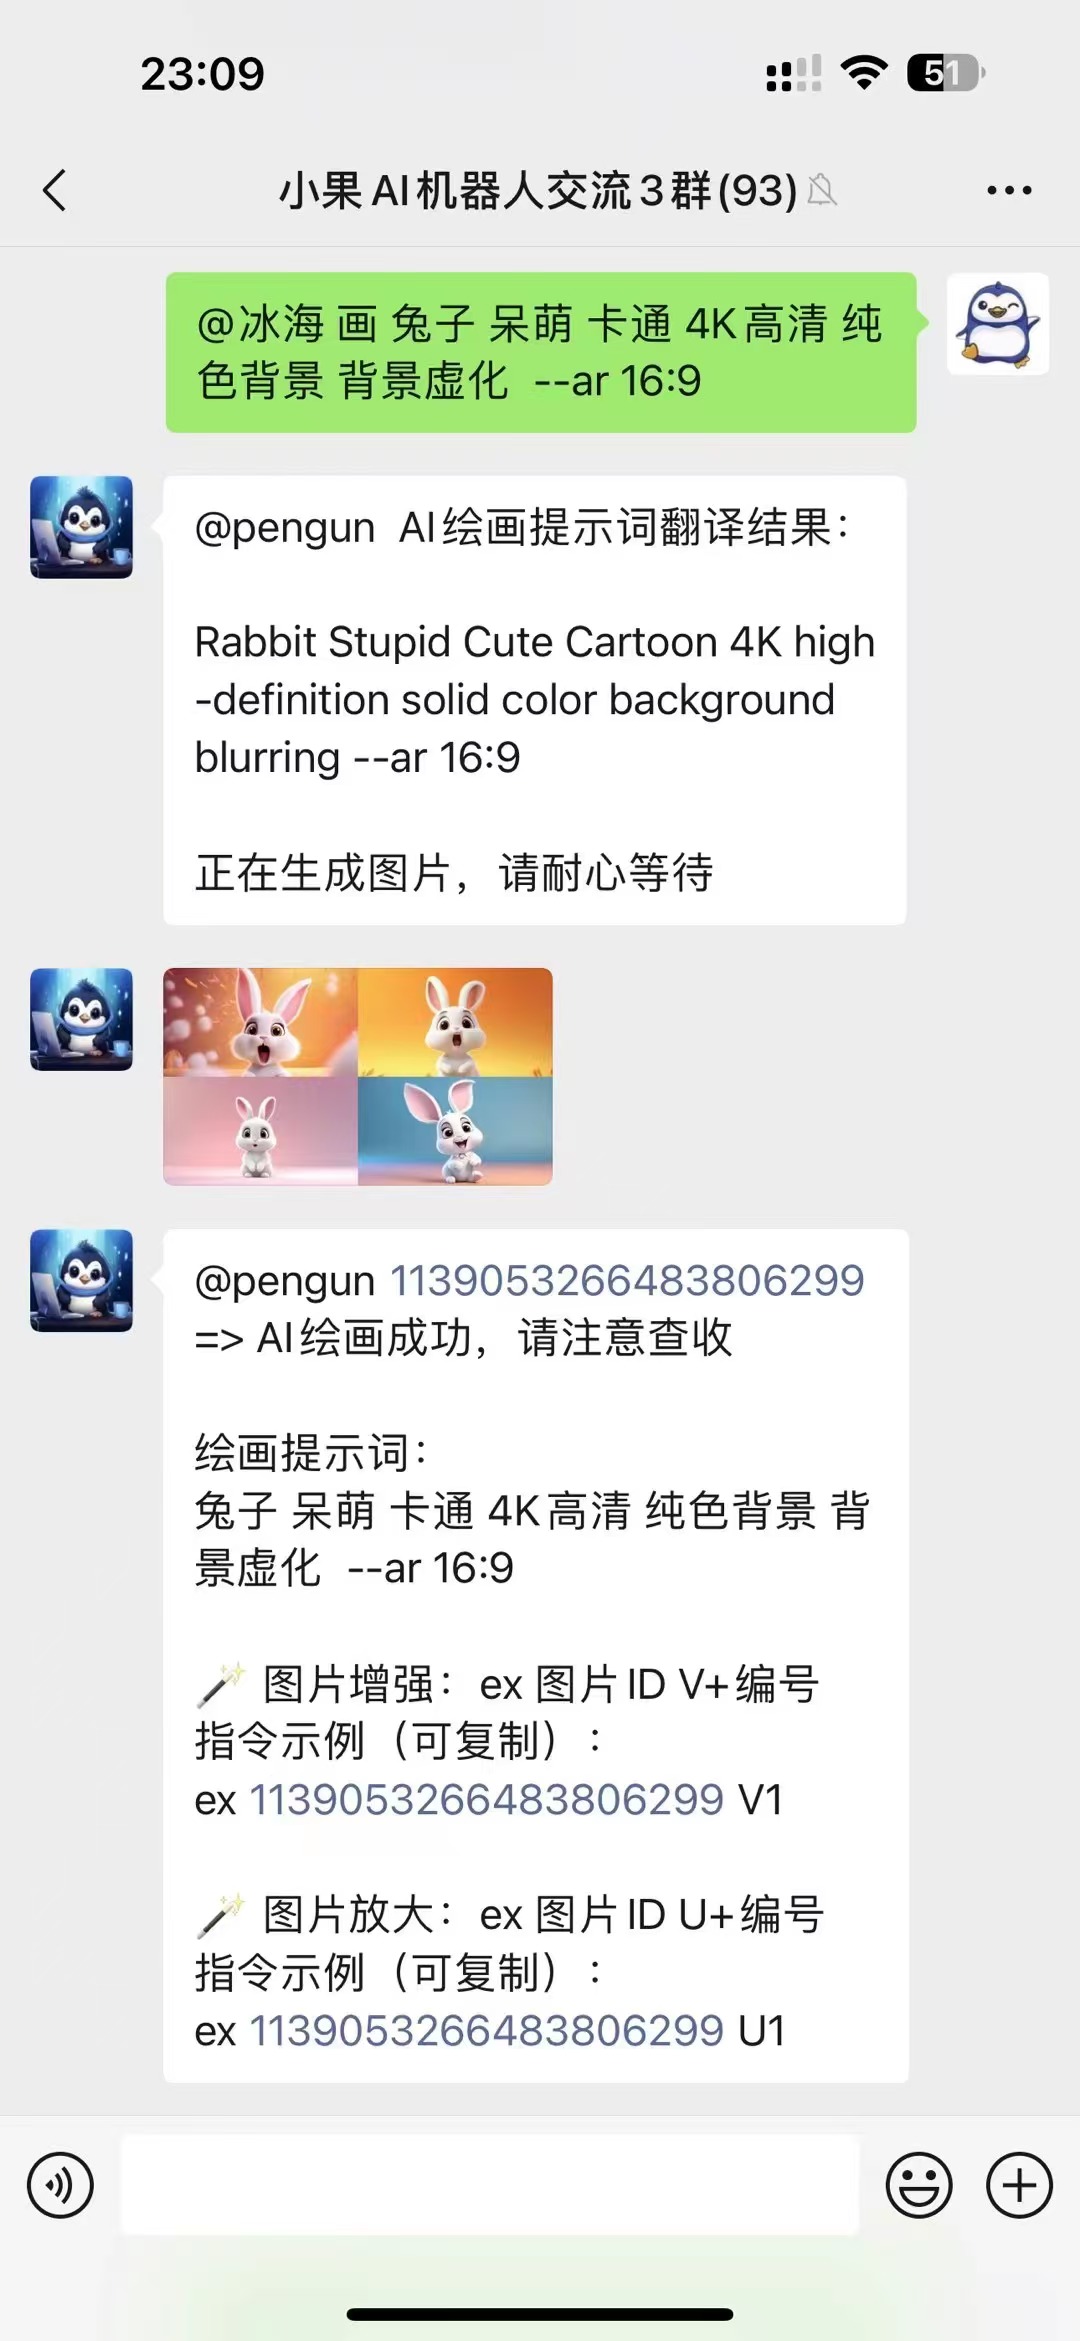 23:09
51
小果AI机器人交流3群(93)
@冰海 画 兔子 呆萌 卡通 4K高清 纯
色背景 背景虚化 --ar 16:9
@pengun AI绘画提示词翻译结果：
Rabbit Stupid Cute Cartoon 4K high
-definition solid color background
blurring --ar 16:9
正在生成图片，请耐心等待
@pengun 1139053266483806299
=> AI绘画成功，请注意查收
绘画提示词：
兔子 呆萌 卡通 4K高清 纯色背景 背
景虚化 --ar 16:9
🪄 图片增强：ex 图片ID V+编号
指令示例（可复制）：
ex 1139053266483806299 V1
🪄 图片放大：ex 图片ID U+编号
指令示例（可复制）：
ex 1139053266483806299 U1